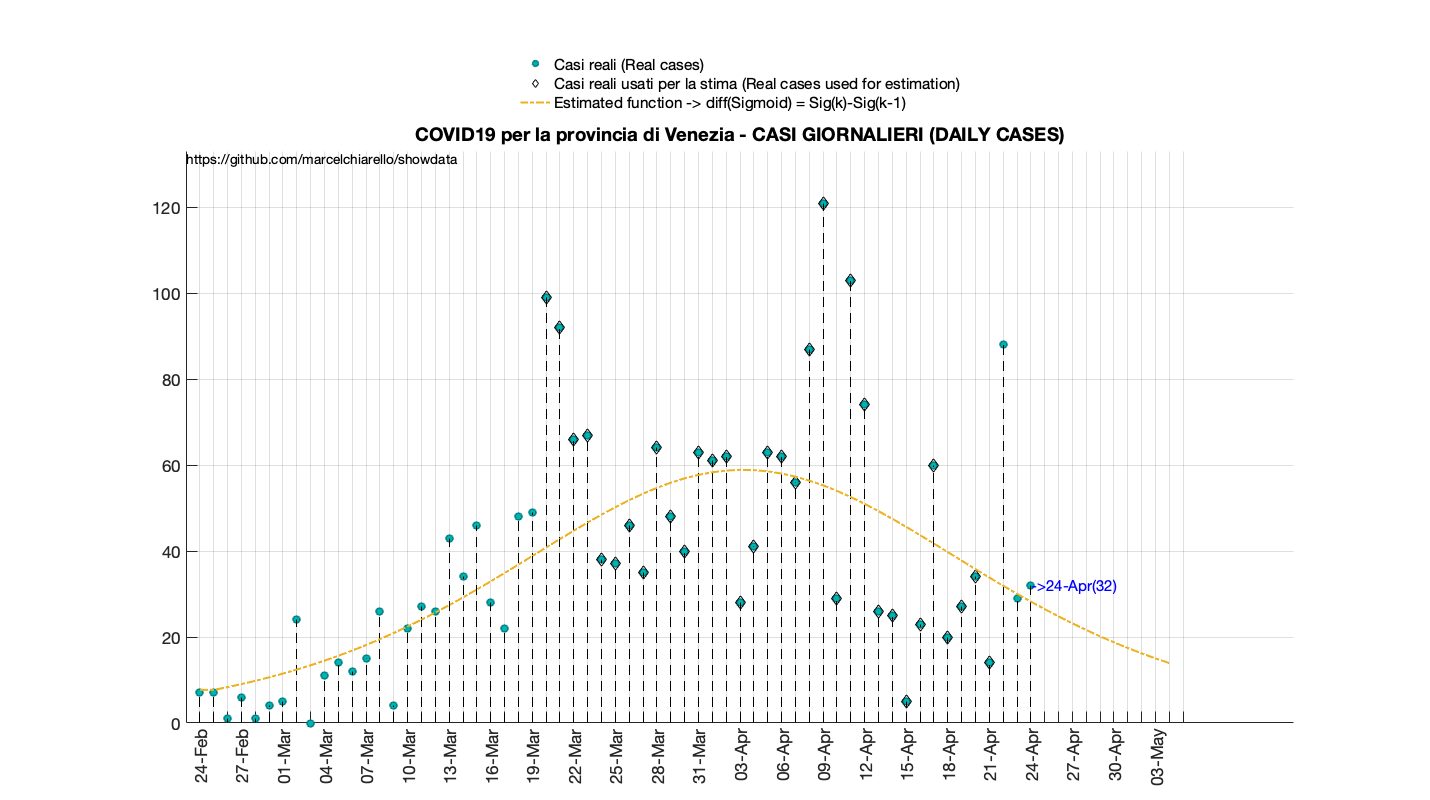 Casi reali (Real cases)
Casi reali usati per la stima (Real cases used for estimation)
Estimated function -> diff(Sigmoid) = Sig(k)-Sig(k-1)
COVID19 per la provincia di Venezia - CASI GIORNALIERI (DAILY CASES)
https://github.com/marcelchiarello/showdata
120
100
80
60
40
20
0
->24-Apr(32)
24-Feb
27-Feb
01-Mar
04-Mar
07-Mar
10-Mar
13-Mar
16-Mar
19-Mar
22-Mar
25-Mar
28-Mar
31-Mar
03-Apr
06-Apr
09-Apr
12-Apr
15-Apr
18-Apr
21-Apr
24-Apr
27-Apr
30-Apr
03-May